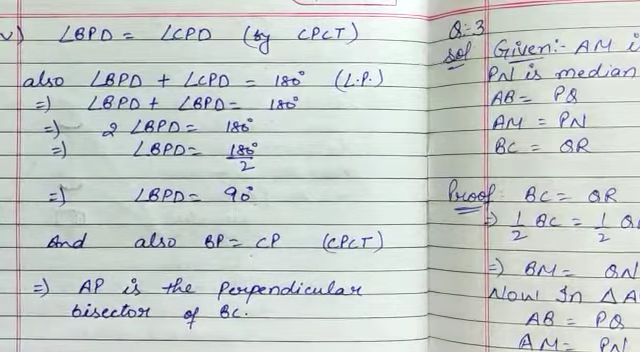 v) ∠BPD = ∠CPD (by CPCT)
also ∠BPD + ∠CPD = 180° (L.P.)
=) ∠BPD + ∠BPD = 180°
=) 2 ∠BPD = 180°
=) ∠BPD = 180°/2
=) ∠BPD = 90°
And also BP = CP (CPCT)
=) AP is the perpendicular
bisector of BC.
Q:-3
Sol Given:- AM i
PN is median
AB = PQ
AM = PN
BC = QR
Proof: BC = QR
=) 1/2 BC = 1/2 Q
=) BM = QN
Now In ΔA
AB = PQ
AM = PN